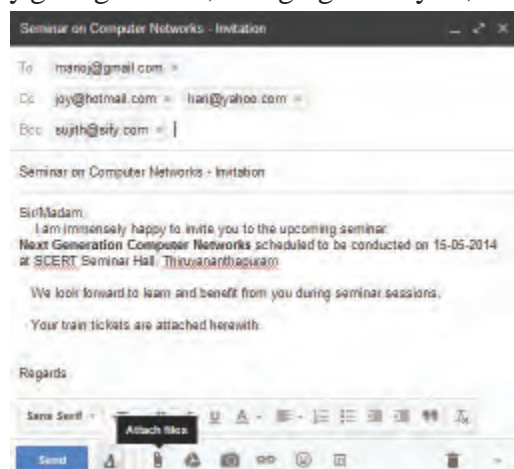 Seminar on Computer Networks - Invitation
To manoj@gmail.com ×
Cc joy@hotmail.com × hari@yahoo.com ×
Bcc sujith@sify.com ×
Seminar on Computer Networks - Invitation
Sir/Madam,
I am immensely happy to invite you to the upcoming seminar
Next Generation Computer Networks scheduled to be conducted on 15-05-2014
at SCERT Seminar Hall, Thiruvananthapuram.
We look forward to learn and benefit from you during seminar sessions.
Your train tickets are attached herewith.
Regards
Sans Serif
Attach files
Send